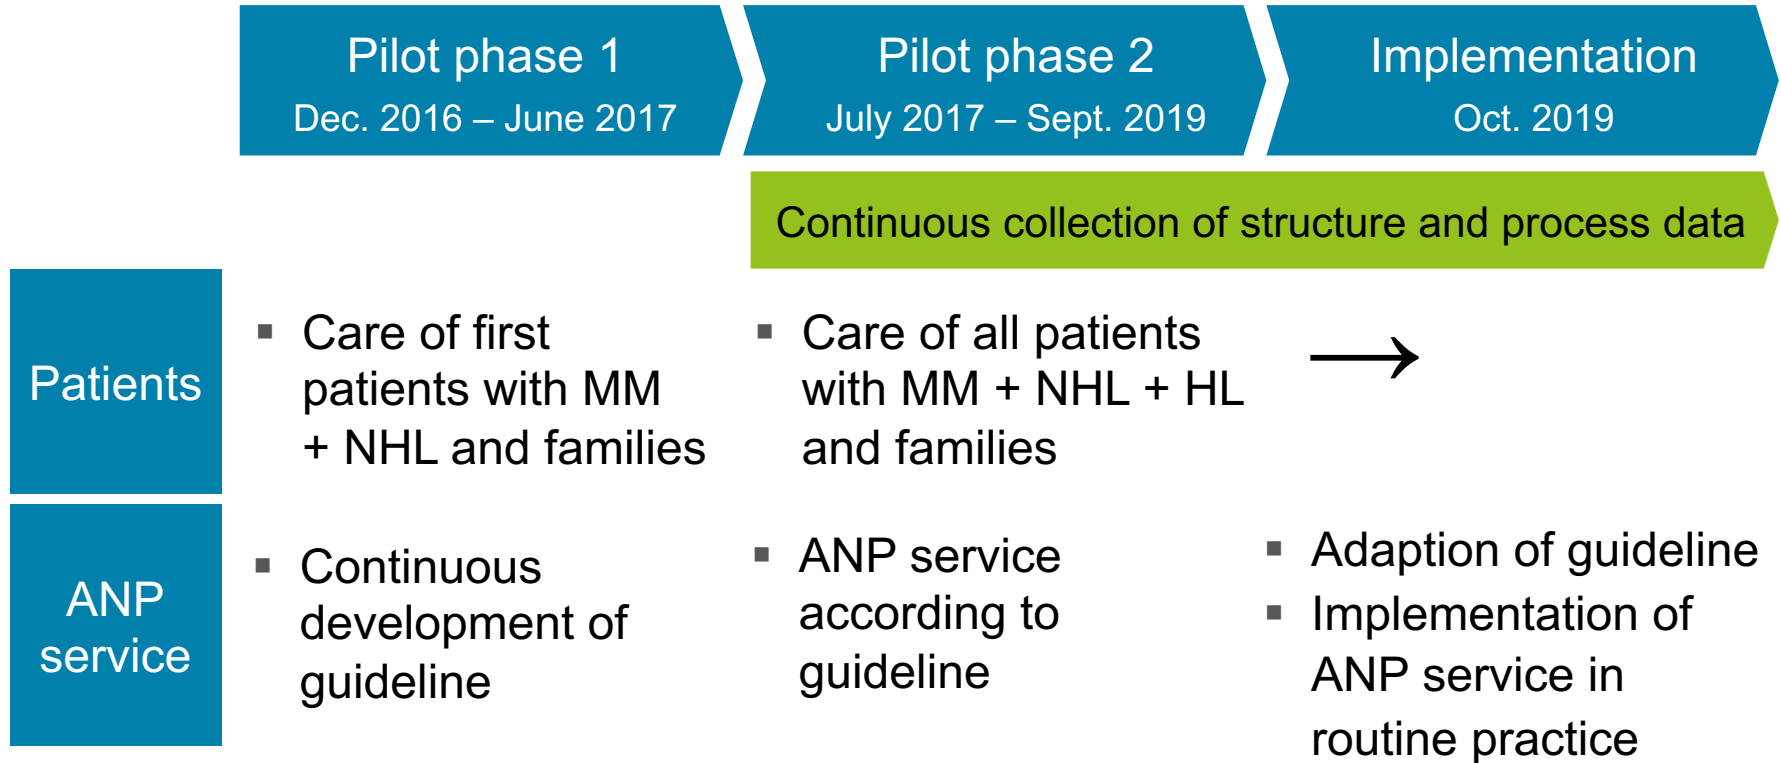 Pilot phase 1
Dec. 2016 – June 2017
Pilot phase 2
July 2017 – Sept. 2019
Implementation
Oct. 2019
Continuous collection of structure and process data
Patients
▪ Care of first
patients with MM
+ NHL and families
▪ Care of all patients
with MM + NHL + HL
and families
→
ANP
service
▪ Continuous
development of
guideline
▪ ANP service
according to
guideline
▪ Adaption of guideline
▪ Implementation of
ANP service in
routine practice